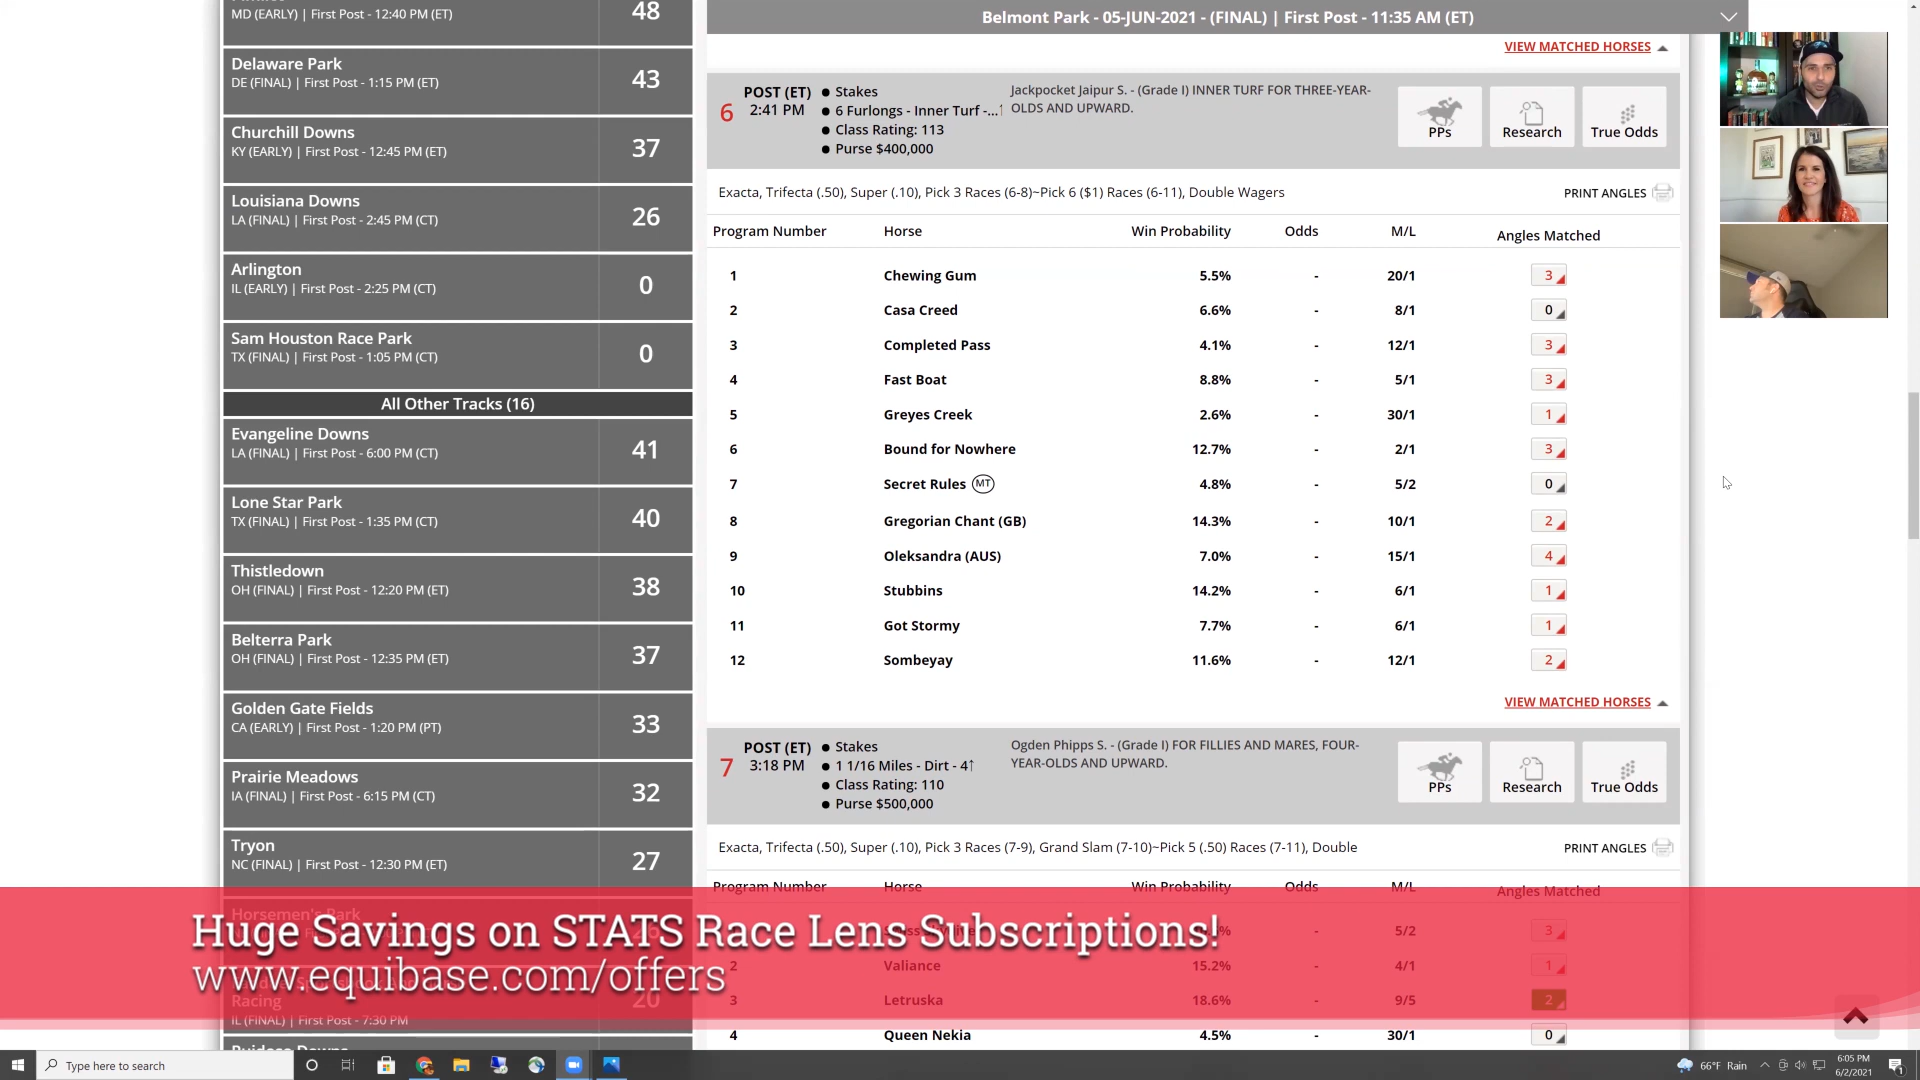 MD (EARLY) | First Post - 12:40 PM (ET)
48
Delaware Park
DE (FINAL) | First Post - 1:15 PM (ET)
43
Churchill Downs
KY (EARLY) | First Post - 12:45 PM (ET)
37
Louisiana Downs
LA (FINAL) | First Post - 2:45 PM (CT)
26
Arlington
IL (EARLY) | First Post - 2:25 PM (CT)
0
Sam Houston Race Park
TX (FINAL) | First Post - 1:05 PM (CT)
0
All Other Tracks (16)
Evangeline Downs
LA (FINAL) | First Post - 6:00 PM (CT)
41
Lone Star Park
TX (FINAL) | First Post - 1:35 PM (CT)
40
Thistledown
OH (FINAL) | First Post - 12:20 PM (ET)
38
Belterra Park
OH (FINAL) | First Post - 12:35 PM (ET)
37
Golden Gate Fields
CA (EARLY) | First Post - 1:20 PM (PT)
33
Prairie Meadows
IA (FINAL) | First Post - 6:15 PM (CT)
32
Tryon
NC (FINAL) | First Post - 12:30 PM (ET)
27
Horsemen's Park
Racing
20
IL (FINAL) | First Post - 7:30 PM
Belmont Park - 05-JUN-2021 - (FINAL) | First Post - 11:35 AM (ET)
VIEW MATCHED HORSES
6
POST (ET)
2:41 PM
● Stakes
● 6 Furlongs - Inner Turf -...
● Class Rating: 113
● Purse $400,000
Jackpocket Jaipur S. - (Grade I) INNER TURF FOR THREE-YEAR-
OLDS AND UPWARD.
PPs
Research
True Odds
Exacta, Trifecta (.50), Super (.10), Pick 3 Races (6-8)~Pick 6 ($1) Races (6-11), Double Wagers
PRINT ANGLES
Program Number Horse Win Probability Odds M/L Angles Matched
1 Chewing Gum 5.5% - 20/1 3
2 Casa Creed 6.6% - 8/1 0
3 Completed Pass 4.1% - 12/1 3
4 Fast Boat 8.8% - 5/1 3
5 Greyes Creek 2.6% - 30/1 1
6 Bound for Nowhere 12.7% - 2/1 3
7 Secret Rules MT 4.8% - 5/2 0
8 Gregorian Chant (GB) 14.3% - 10/1 2
9 Oleksandra (AUS) 7.0% - 15/1 4
10 Stubbins 14.2% - 6/1 1
11 Got Stormy 7.7% - 6/1 1
12 Sombeyay 11.6% - 12/1 2
VIEW MATCHED HORSES
7
POST (ET)
3:18 PM
● Stakes
● 1 1/16 Miles - Dirt - 4↑
● Class Rating: 110
● Purse $500,000
Ogden Phipps S. - (Grade I) FOR FILLIES AND MARES, FOUR-
YEAR-OLDS AND UPWARD.
PPs
Research
True Odds
Exacta, Trifecta (.50), Super (.10), Pick 3 Races (7-9), Grand Slam (7-10)~Pick 5 (.50) Races (7-11), Double
PRINT ANGLES
Program Number Horse Win Probability Odds M/L Angles Matched
5/2 3
2 Valiance 15.2% - 4/1 1
3 Letruska 18.6% - 9/5 2
4 Queen Nekia 4.5% - 30/1 0
Huge Savings on STATS Race Lens Subscriptions!
www.equibase.com/offers
Type here to search
66°F Rain
6:05 PM
6/2/2021
1